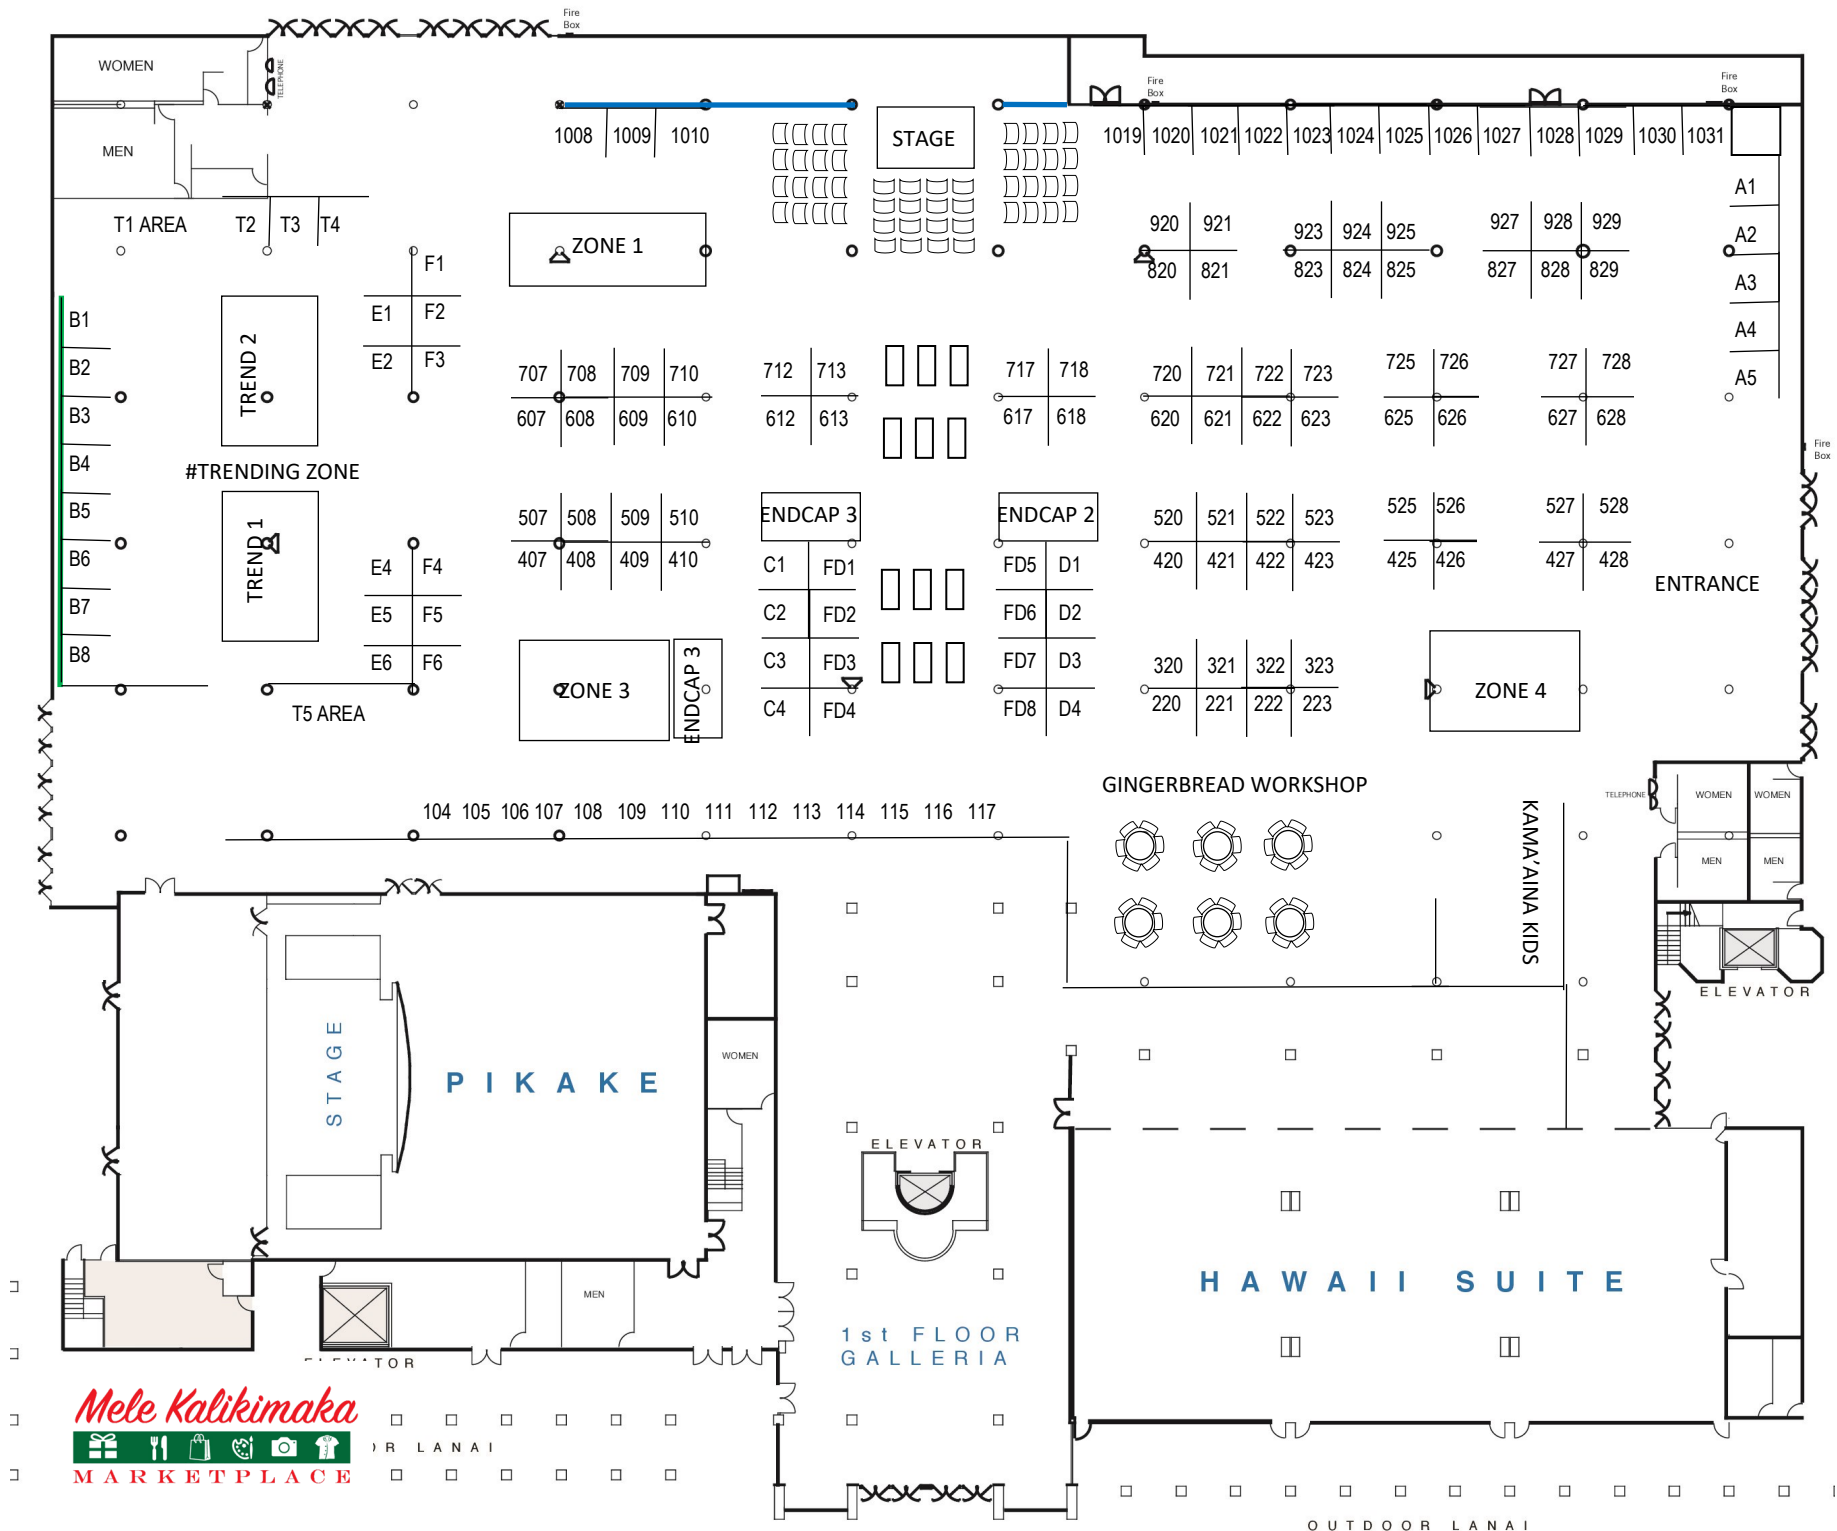 Fire
Box
WOMEN
TELEPHONE
MEN
Fire
Box
Fire
Box
1008 1009 1010
STAGE
1019 1020 1021 1022 1023 1024 1025 1026 1027 1028 1029 1030 1031
T1 AREA T2 T3 T4
A1
A2
A3
A4
A5
ZONE 1
920 921
820 821
923 924 925
823 824 825
927 928 929
827 828 829
F1
E1 F2
E2 F3
B1
B2
B3
B4
B5
B6
B7
B8
TREND 2
#TRENDING ZONE
TREND 1
707 708 709 710
607 608 609 610
712 713
612 613
717 718
617 618
720 721 722 723
620 621 622 623
725 726
625 626
727 728
627 628
Fire
Box
507 508 509 510
407 408 409 410
ENDCAP 3
ENDCAP 2
520 521 522 523
420 421 422 423
525 526
425 426
527 528
427 428
ENTRANCE
E4 F4
E5 F5
E6 F6
C1 FD1
C2 FD2
C3 FD3
C4 FD4
FD5 D1
FD6 D2
FD7 D3
FD8 D4
ZONE 3
ENDCAP 3
320 321 322 323
220 221 222 223
ZONE 4
T5 AREA
GINGERBREAD WORKSHOP
KAMA'AINA KIDS
104 105 106 107 108 109 110 111 112 113 114 115 116 117
TELEPHONE
WOMEN
WOMEN
MEN
MEN
ELEVATOR
STAGE
PIKAKE
WOMEN
ELEVATOR
HAWAII SUITE
MEN
1st FLOOR
GALLERIA
Mele Kalikimaka
MARKETPLACE
OR LANAI
OUTDOOR LANAI